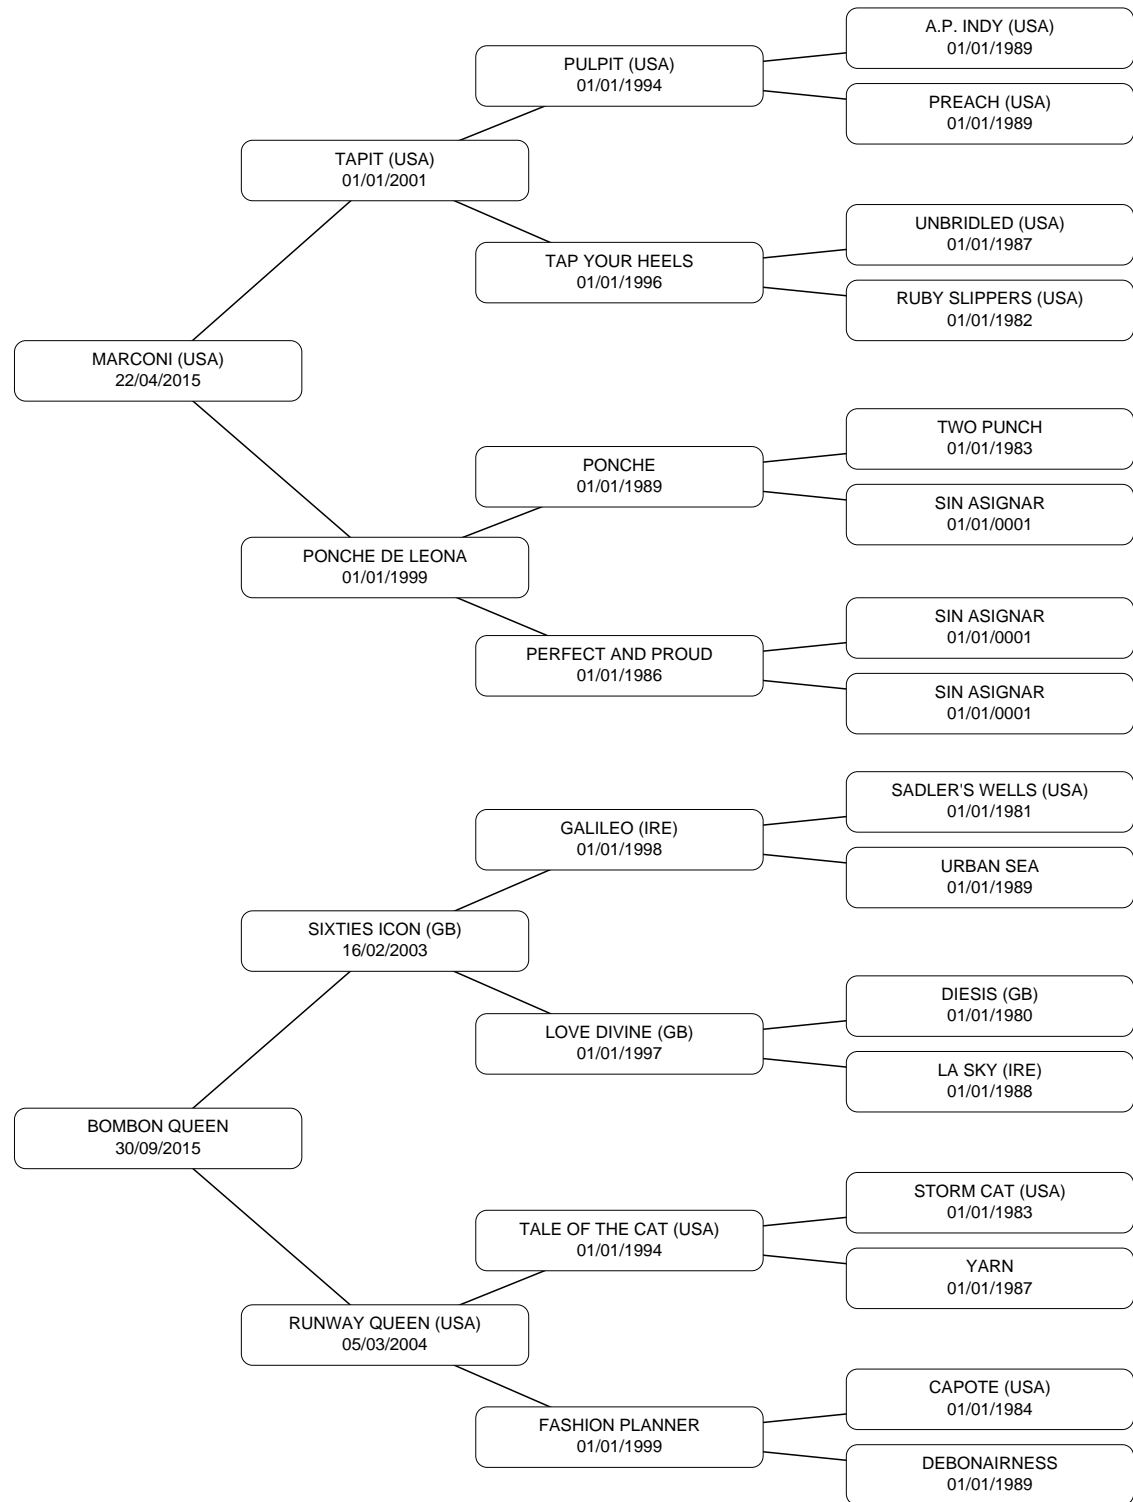 A.P. INDY (USA)
01/01/1989
PULPIT (USA)
01/01/1994
PREACH (USA)
01/01/1989
TAPIT (USA)
01/01/2001
UNBRIDLED (USA)
01/01/1987
TAP YOUR HEELS
01/01/1996
RUBY SLIPPERS (USA)
01/01/1982
MARCONI (USA)
22/04/2015
TWO PUNCH
01/01/1983
PONCHE
01/01/1989
SIN ASIGNAR
01/01/0001
PONCHE DE LEONA
01/01/1999
SIN ASIGNAR
01/01/0001
PERFECT AND PROUD
01/01/1986
SIN ASIGNAR
01/01/0001
SADLER'S WELLS (USA)
01/01/1981
GALILEO (IRE)
01/01/1998
URBAN SEA
01/01/1989
SIXTIES ICON (GB)
16/02/2003
DIESIS (GB)
01/01/1980
LOVE DIVINE (GB)
01/01/1997
LA SKY (IRE)
01/01/1988
BOMBON QUEEN
30/09/2015
STORM CAT (USA)
01/01/1983
TALE OF THE CAT (USA)
01/01/1994
YARN
01/01/1987
RUNWAY QUEEN (USA)
05/03/2004
CAPOTE (USA)
01/01/1984
FASHION PLANNER
01/01/1999
DEBONAIRNESS
01/01/1989